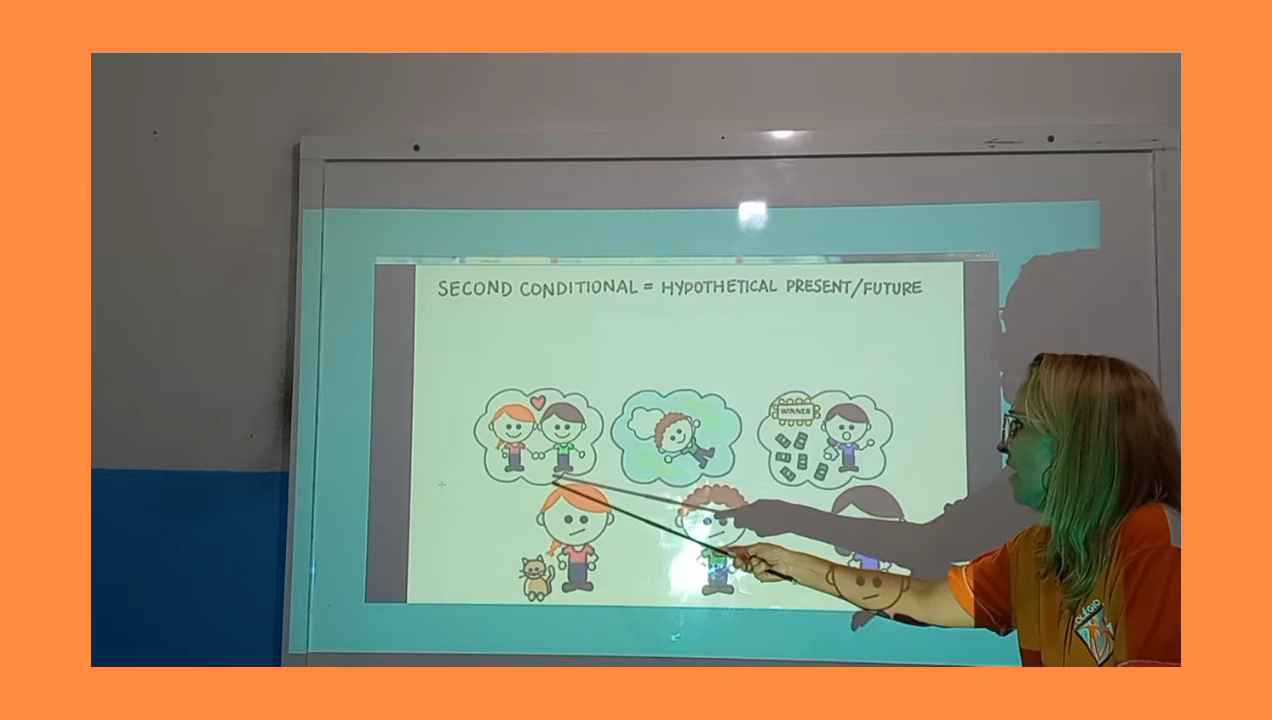 SECOND CONDITIONAL = HYPOTHETICAL PRESENT/FUTURE
WINNER